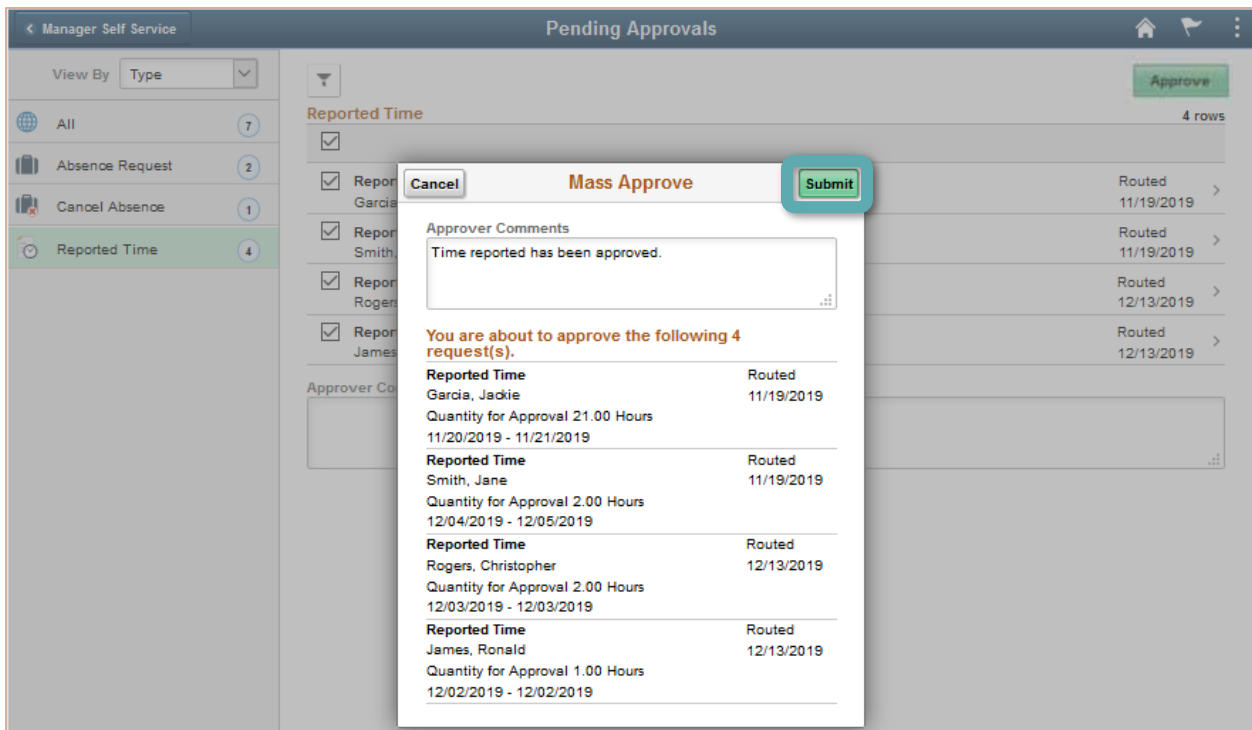 Manager Self Service
Pending Approvals
View By Type
Approve
All 7
Absence Request 2
Cancel Absence 1
Reported Time 4
Reported Time
4 rows
Repor
Garcia
Routed
11/19/2019
Repor
Smith,
Routed
11/19/2019
Repor
Rogers
Routed
12/13/2019
Repor
James
Routed
12/13/2019
Approver Co
Cancel Mass Approve Submit
Approver Comments
Time reported has been approved.
You are about to approve the following 4
request(s).
Reported Time Routed
Garcia, Jackie 11/19/2019
Quantity for Approval 21.00 Hours
11/20/2019 - 11/21/2019
Reported Time Routed
Smith, Jane 11/19/2019
Quantity for Approval 2.00 Hours
12/04/2019 - 12/05/2019
Reported Time Routed
Rogers, Christopher 12/13/2019
Quantity for Approval 2.00 Hours
12/03/2019 - 12/03/2019
Reported Time Routed
James, Ronald 12/13/2019
Quantity for Approval 1.00 Hours
12/02/2019 - 12/02/2019